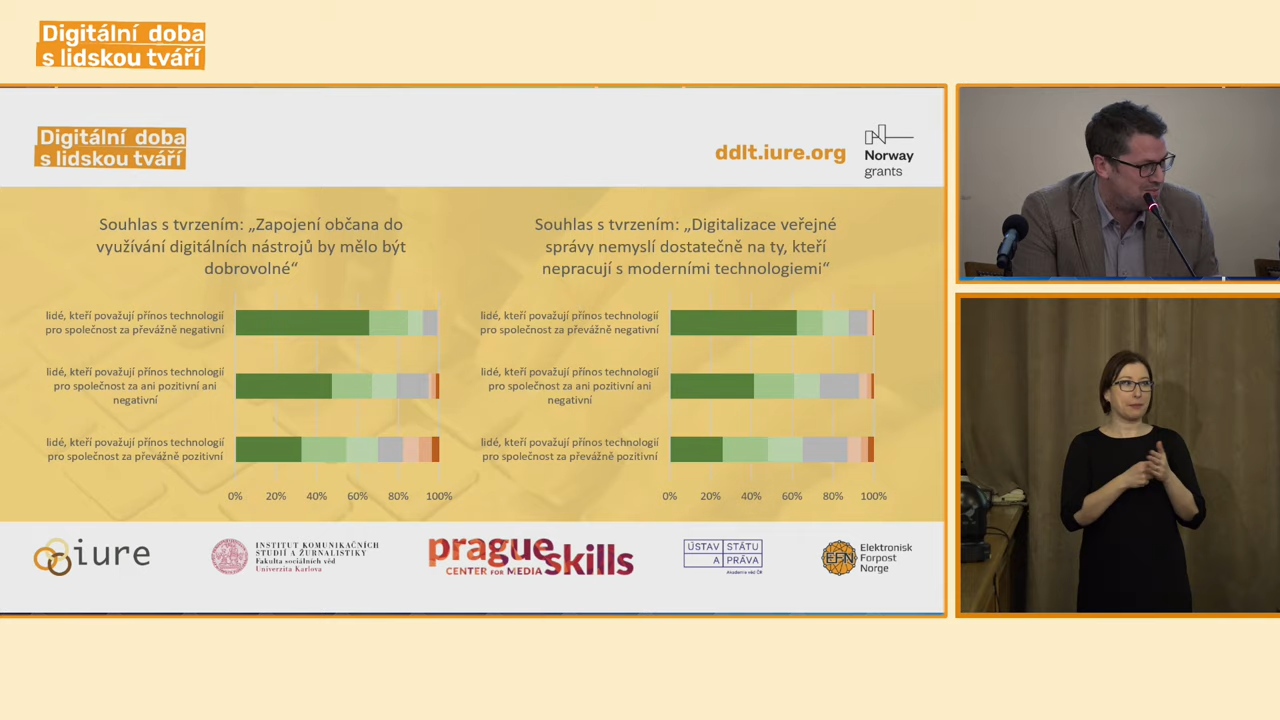 Digitální doba
s lidskou tváří
Digitální doba
s lidskou tváří
ddlt.iure.org
Norway
grants
Souhlas s tvrzením: „Zapojení občana do
využívání digitálních nástrojů by mělo být
dobrovolné“
lidé, kteří považují přínos technologií
pro společnost za převážně negativní
lidé, kteří považují přínos technologií
pro společnost za ani pozitivní ani
negativní
lidé, kteří považují přínos technologií
pro společnost za převážně pozitivní
0% 20% 40% 60% 80% 100%
Souhlas s tvrzením: „Digitalizace veřejné
správy nemyslí dostatečně na ty, kteří
nepracují s moderními technologiemi“
lidé, kteří považují přínos technologií
pro společnost za převážně negativní
lidé, kteří považují přínos technologií
pro společnost za ani pozitivní ani
negativní
lidé, kteří považují přínos technologií
pro společnost za převážně pozitivní
0% 20% 40% 60% 80% 100%
iure
INSTITUT KOMUNIKAČNÍCH
STUDIÍ A ŽURNALISTIKY
Fakulta sociálních věd
Univerzita Karlova
prague skills
CENTER FOR MEDIA
ÚSTAV STÁTU
A PRÁVA
Akademie věd ČR
EFN
Elektronisk
Forpost
Norge